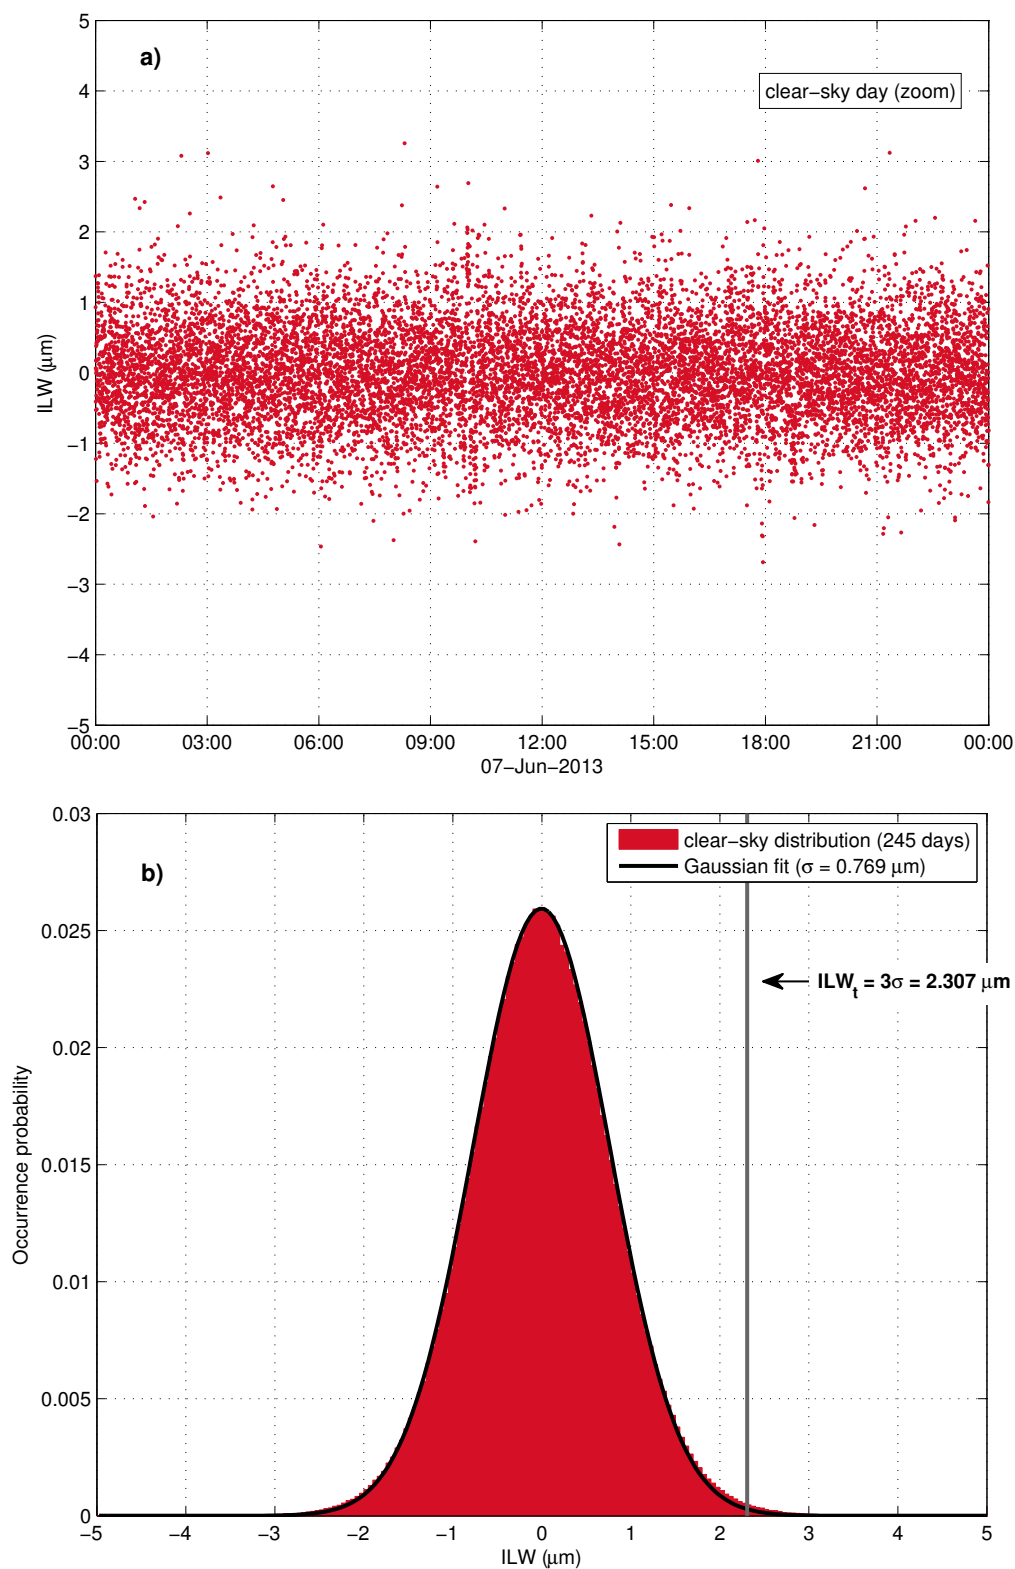 a)
clear−sky day (zoom)
5
4
3
2
1
0
−1
−2
−3
−4
−5
ILW (μm)
00:00 03:00 06:00 09:00 12:00 15:00 18:00 21:00 00:00
07−Jun−2013
b)
clear−sky distribution (245 days)
Gaussian fit (σ = 0.769 μm)
ILWt = 3σ = 2.307 μm
0.03
0.025
0.02
0.015
0.01
0.005
0
Occurrence probability
−5 −4 −3 −2 −1 0 1 2 3 4 5
ILW (μm)